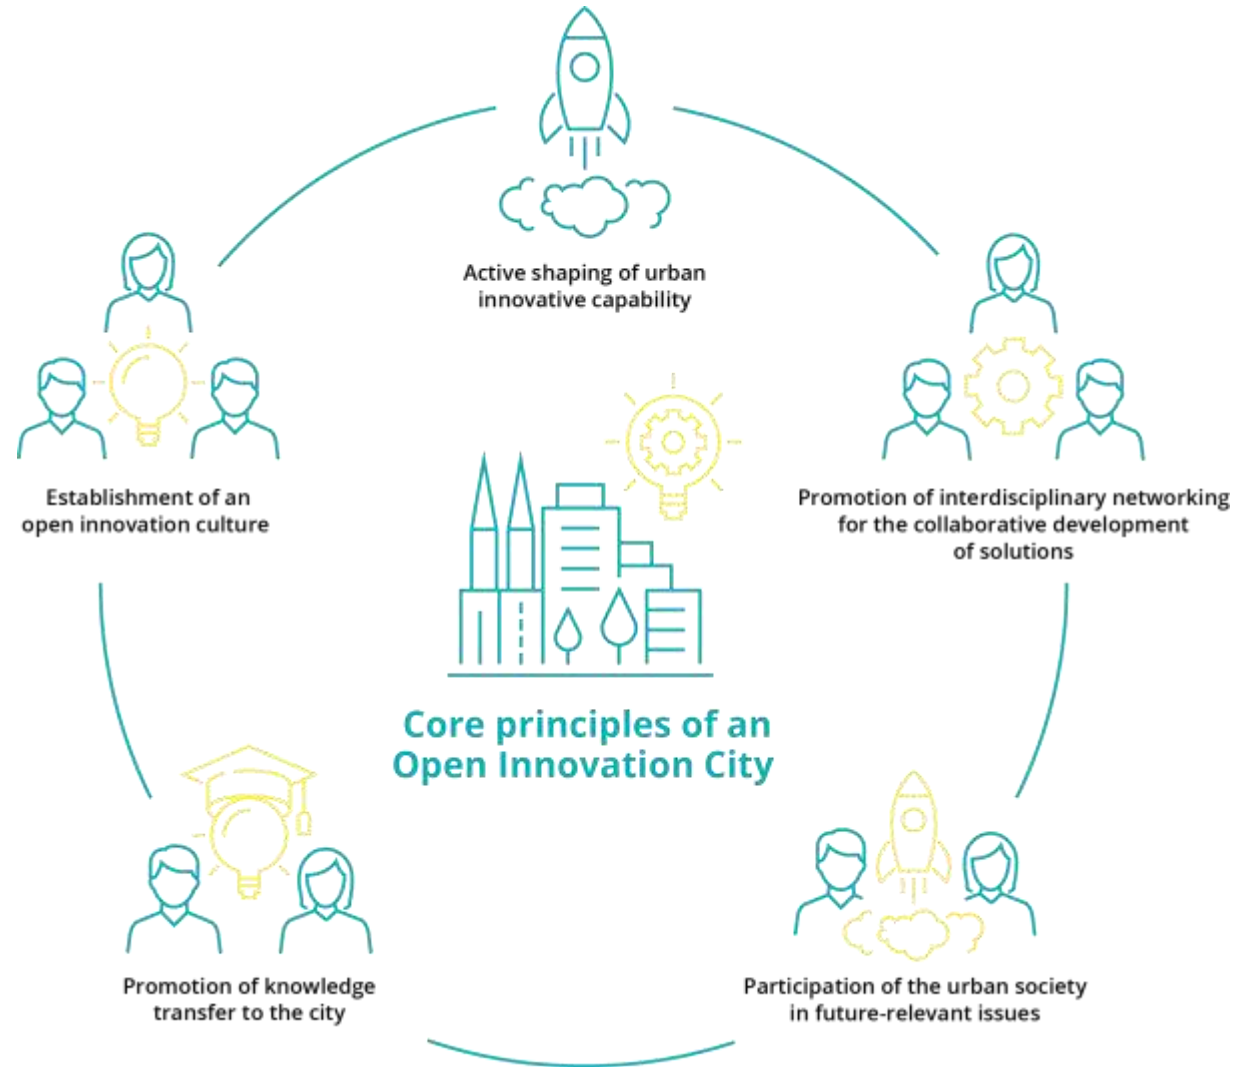 Active shaping of urban
innovative capability
Establishment of an
open innovation culture
Promotion of interdisciplinary networking
for the collaborative development
of solutions
Core principles of an
Open Innovation City
Promotion of knowledge
transfer to the city
Participation of the urban society
in future-relevant issues